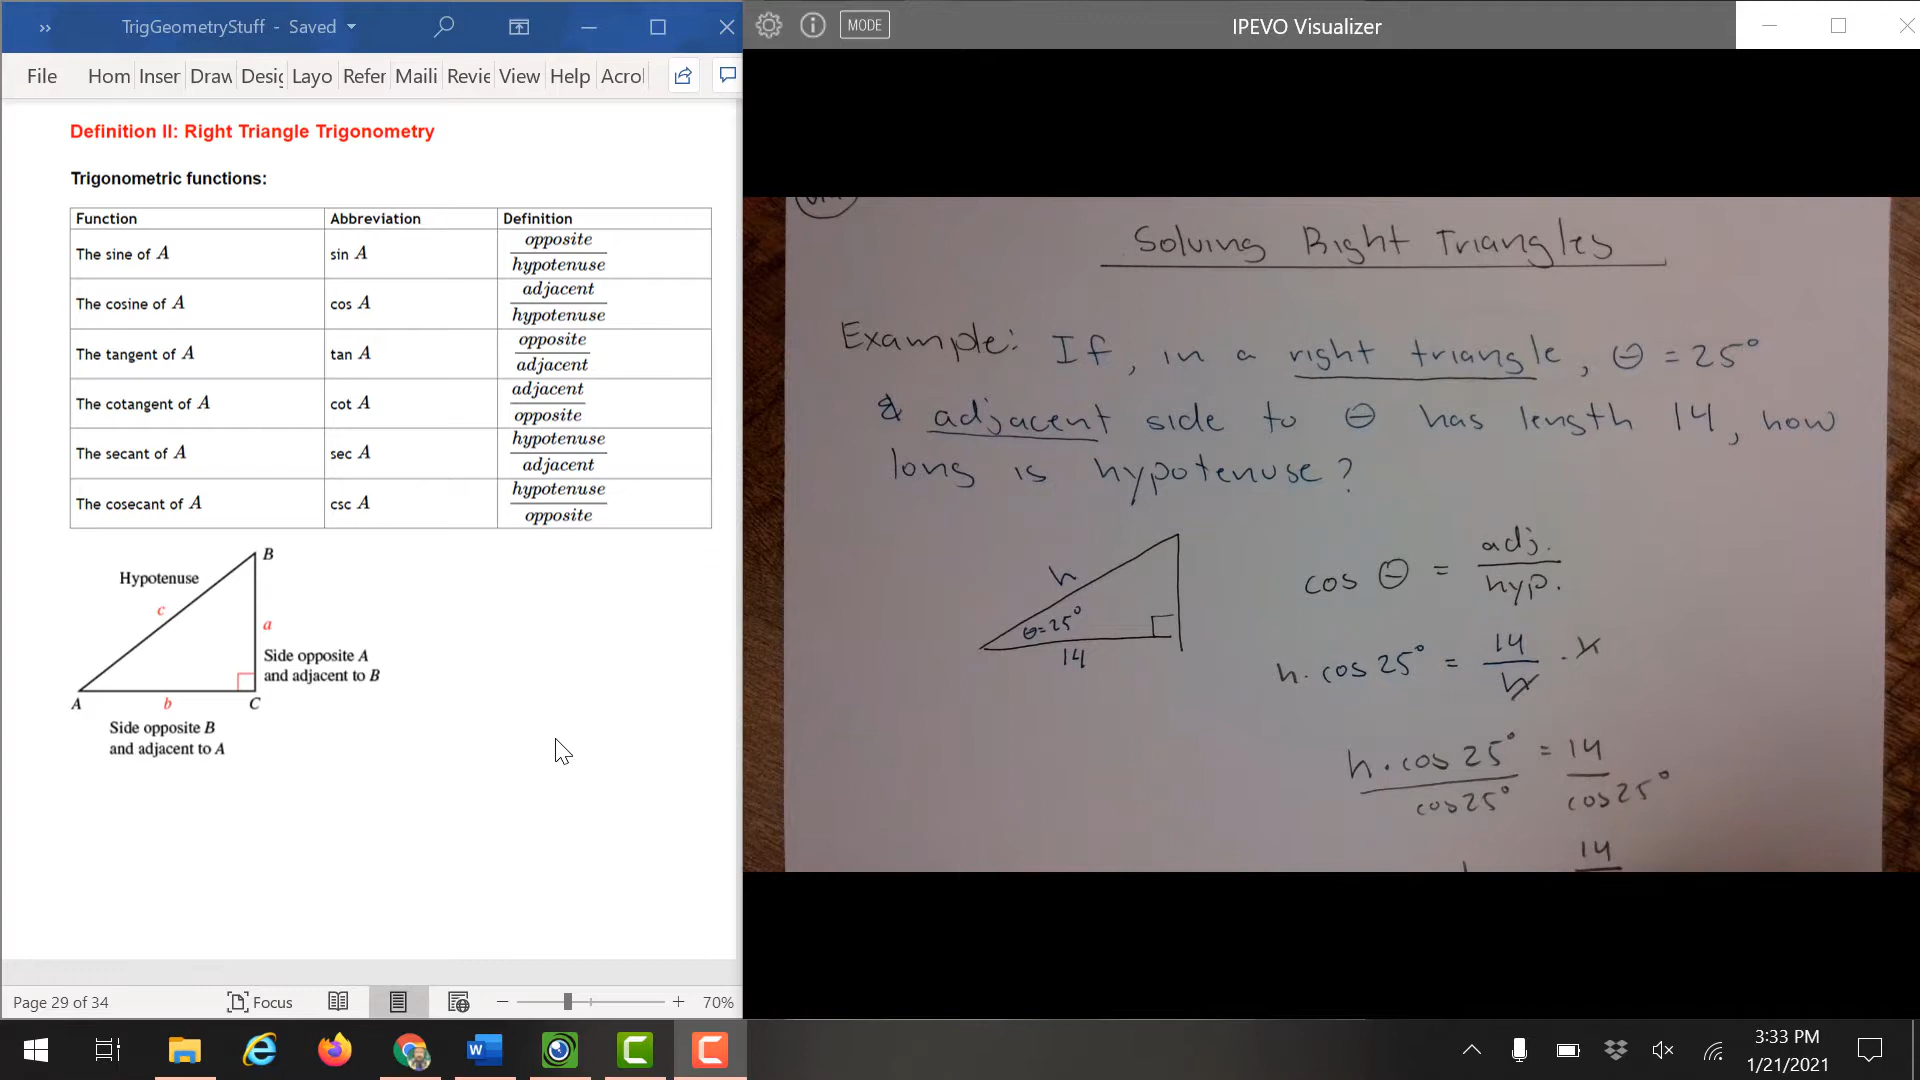 TrigGeometryStuff - Saved
File Hom Inser Draw Desig Layo Refer Maili Revie View Help Acrol
Definition II: Right Triangle Trigonometry
Trigonometric functions:
Function Abbreviation Definition
The sine of A sin A opposite/hypotenuse
The cosine of A cos A adjacent/hypotenuse
The tangent of A tan A opposite/adjacent
The cotangent of A cot A adjacent/opposite
The secant of A sec A hypotenuse/adjacent
The cosecant of A csc A hypotenuse/opposite
B
Hypotenuse
c
a
Side opposite A
and adjacent to B
A b C
Side opposite B
and adjacent to A
Page 29 of 34 Focus 70%
MODE IPEVO Visualizer
Solving Right Triangles
Example: If, in a right triangle, θ = 25°
& adjacent side to θ has length 14, how
long is hypotenuse?
h
θ=25°
14
cos θ = adj./hyp.
h · cos 25° = 14/h · h
h · cos 25°/cos 25° = 14/cos 25°
14
3:33 PM
1/21/2021